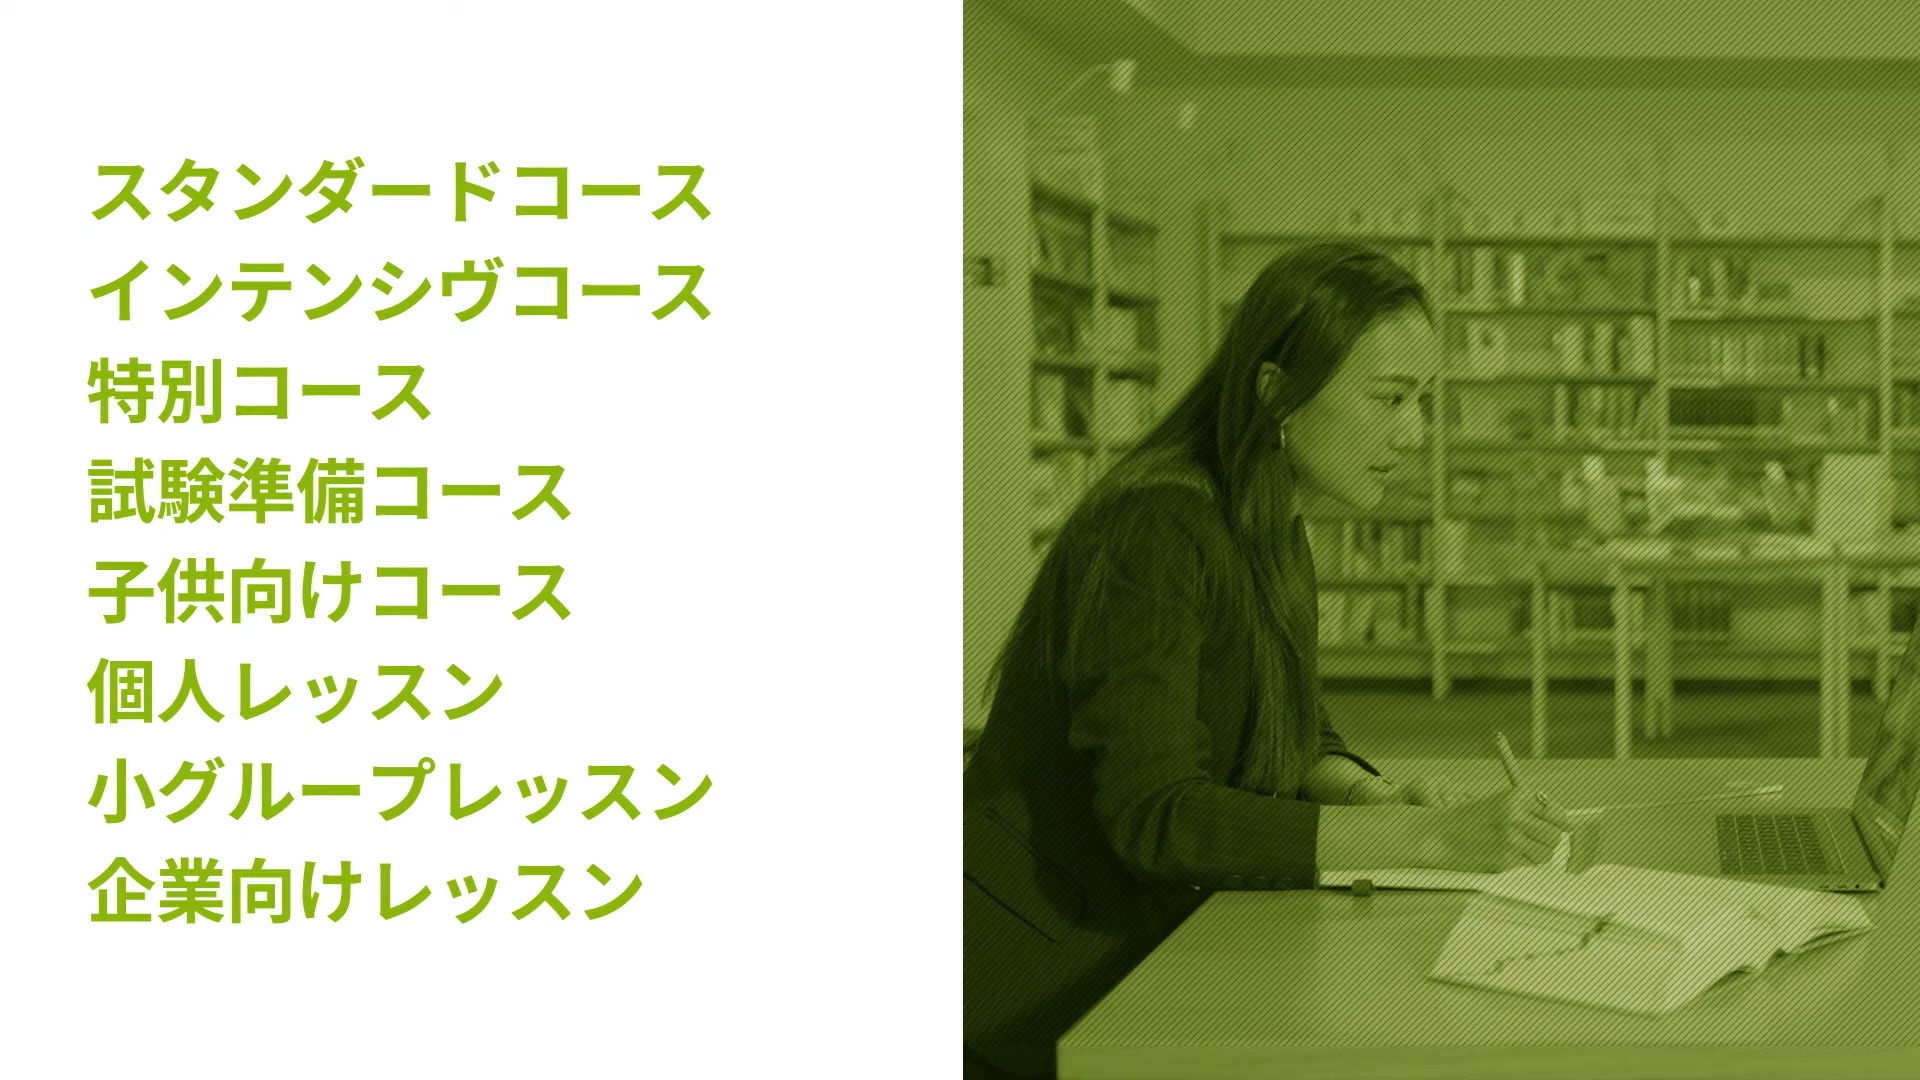 スタンダードコース
インテンシヴコース
特別コース
試験準備コース
子供向けコース
個人レッスン
小グループレッスン
企業向けレッスン